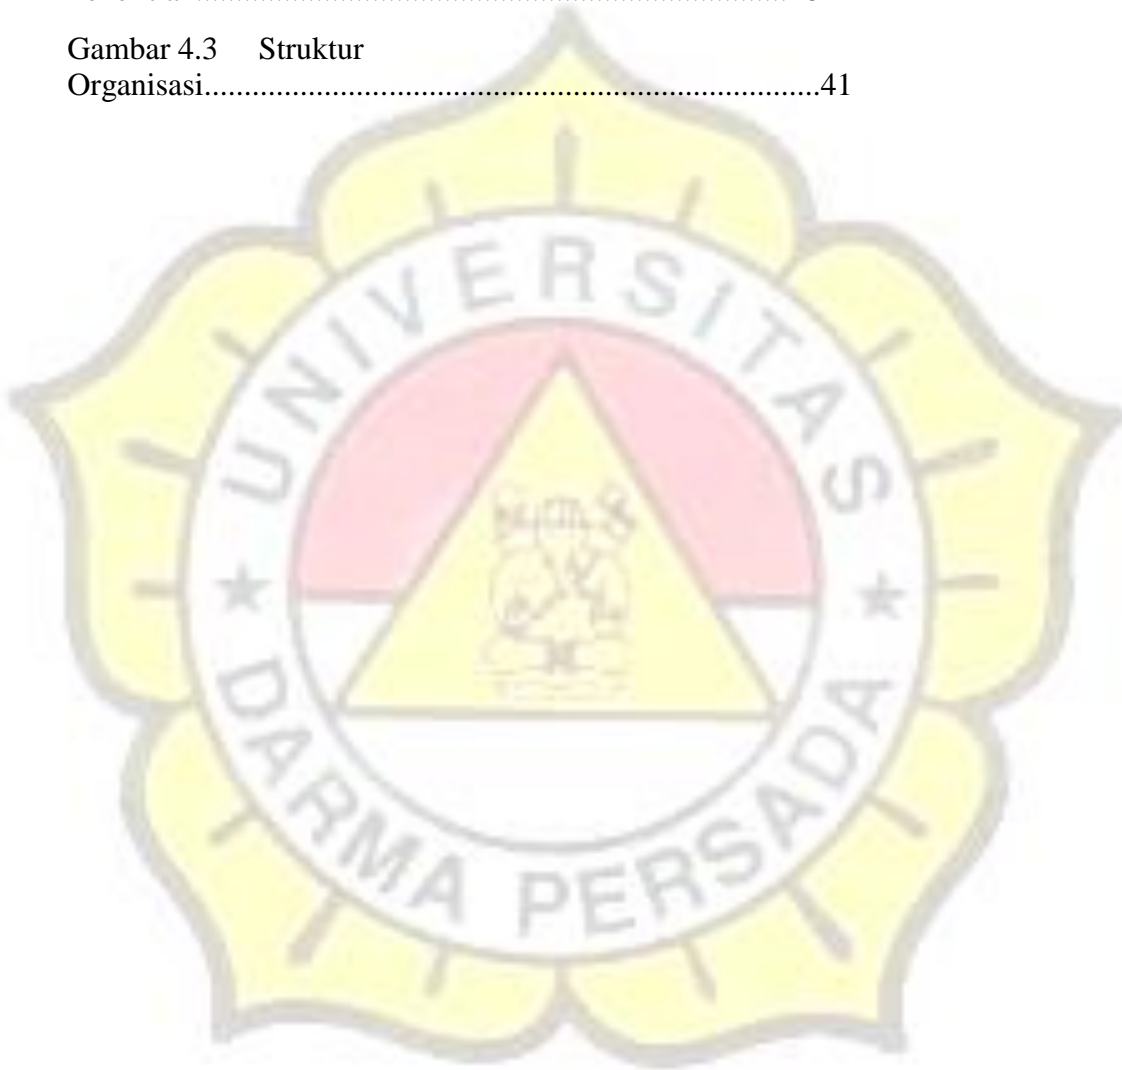 Gambar 4.3 Struktur
Organisasi.............................................................................41
UNIVERSITAS
DARMA PERSADA